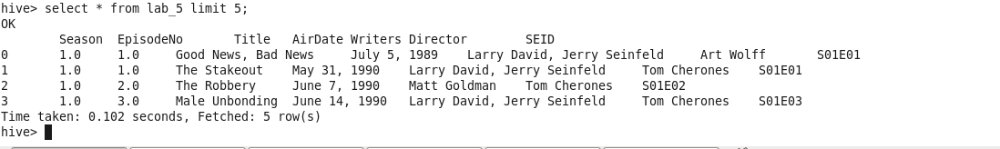 hive> select * from lab_5 limit 5;
OK
Season EpisodeNo Title AirDate Writers Director SEID
0 1.0 1.0 Good News, Bad News July 5, 1989 Larry David, Jerry Seinfeld Art Wolff S01E01
1 1.0 1.0 The Stakeout May 31, 1990 Larry David, Jerry Seinfeld Tom Cherones S01E01
2 1.0 2.0 The Robbery June 7, 1990 Matt Goldman Tom Cherones S01E02
3 1.0 3.0 Male Unbonding June 14, 1990 Larry David, Jerry Seinfeld Tom Cherones S01E03
Time taken: 0.102 seconds, Fetched: 5 row(s)
hive>